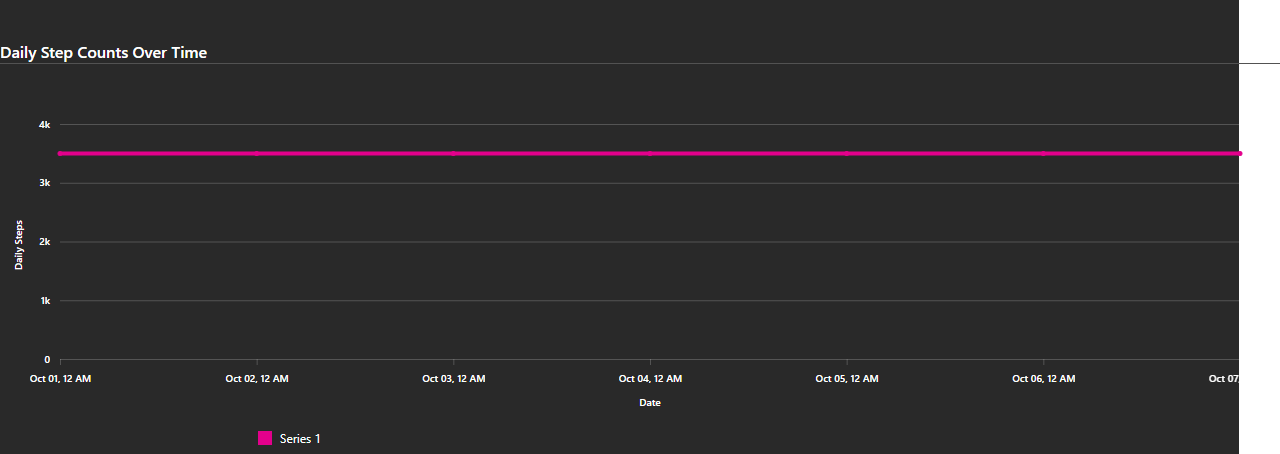 Daily Step Counts Over Time
4k
3k
2k
1k
0
Daily Steps
Oct 01, 12 AM
Oct 02, 12 AM
Oct 03, 12 AM
Oct 04, 12 AM
Oct 05, 12 AM
Oct 06, 12 AM
Oct 07,
Date
Series 1